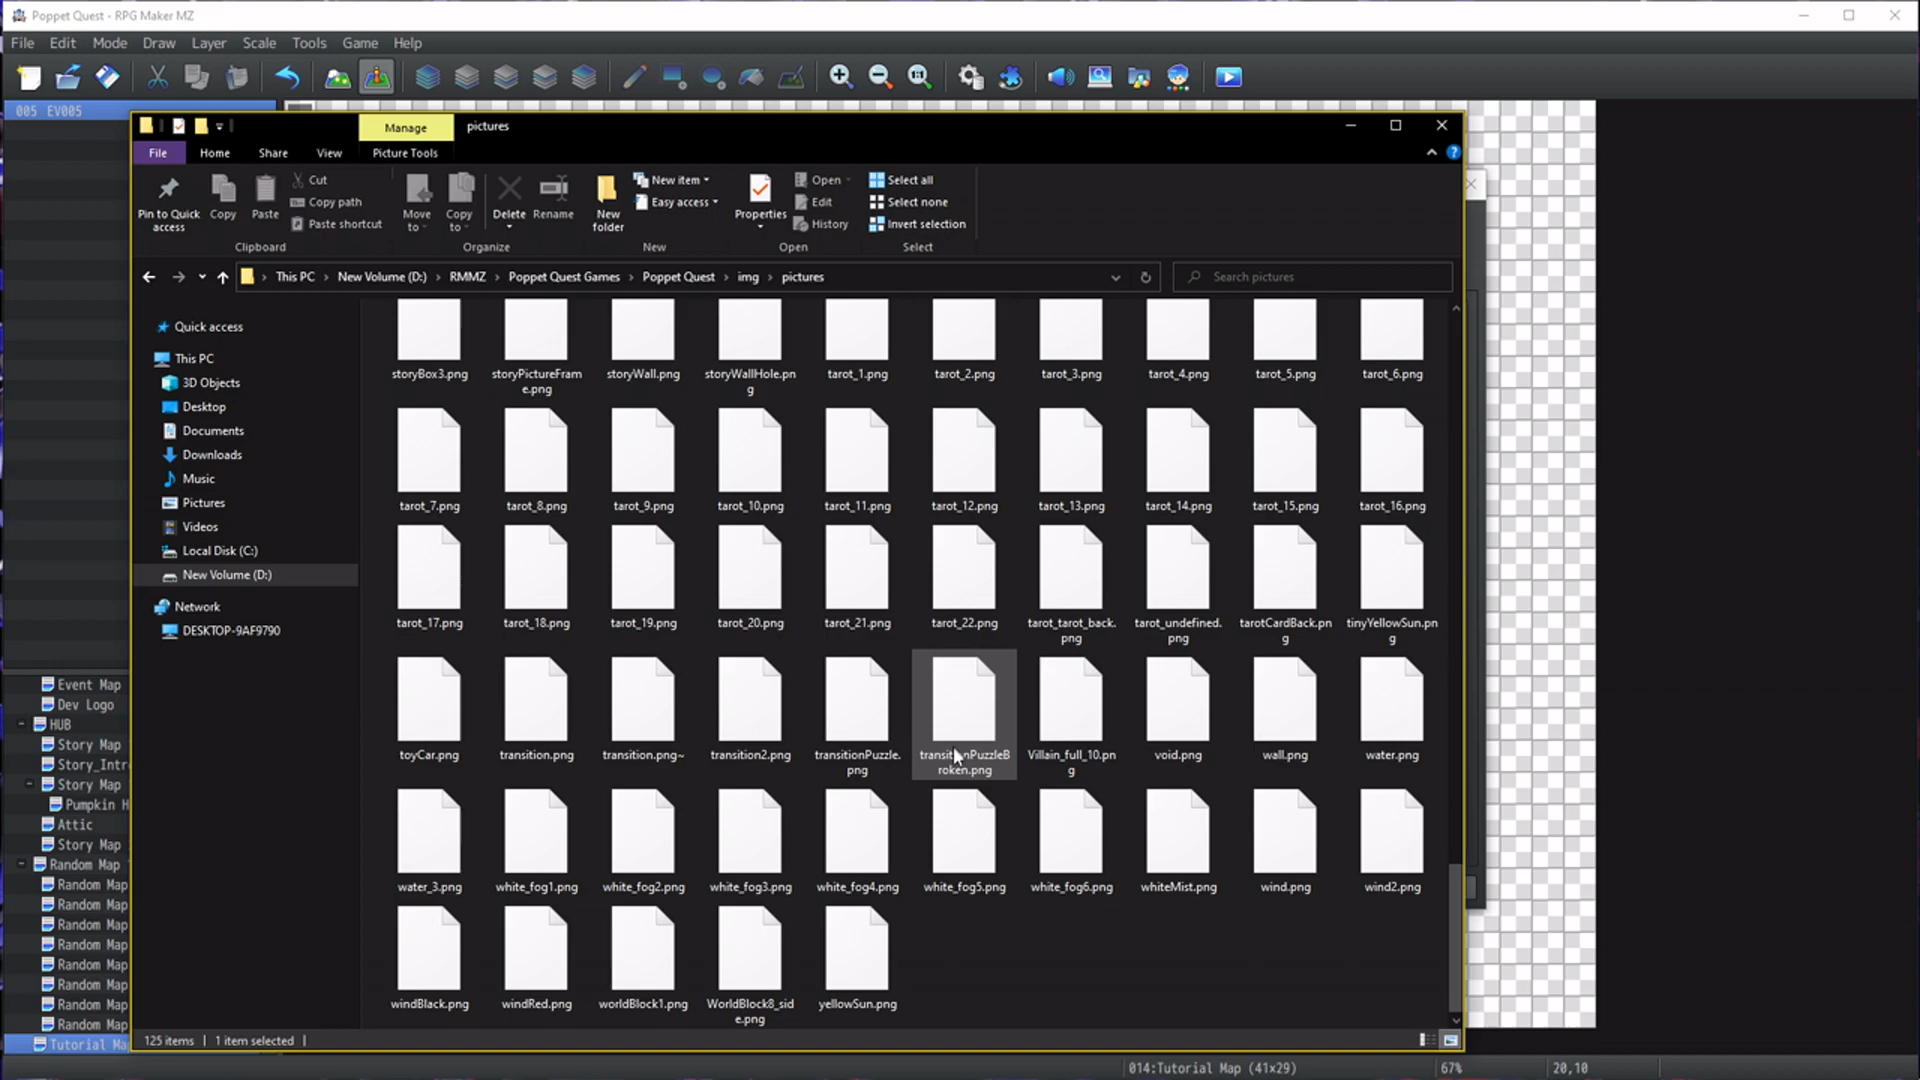 Poppet Quest - RPG Maker MZ
File Edit Mode Draw Layer Scale Tools Game Help
005 EV005
Manage pictures
File Home Share View Picture Tools
Pin to Quick access
Copy
Paste
Cut
Copy path
Paste shortcut
Move to
Copy to
Delete
Rename
New folder
New item
Easy access
Properties
Open
Edit
History
Select all
Select none
Invert selection
Clipboard Organize New Open Select
This PC > New Volume (D:) > RMMZ > Poppet Quest Games > Poppet Quest > img > pictures
Search pictures
Quick access
This PC
3D Objects
Desktop
Documents
Downloads
Music
Pictures
Videos
Local Disk (C:)
New Volume (D:)
Network
DESKTOP-9AF9790
storyBox3.png storyPictureFram storyWall.png storyWallHole.pn tarot_1.png tarot_2.png tarot_3.png tarot_4.png tarot_5.png tarot_6.png
e.png g
tarot_7.png tarot_8.png tarot_9.png tarot_10.png tarot_11.png tarot_12.png tarot_13.png tarot_14.png tarot_15.png tarot_16.png
tarot_17.png tarot_18.png tarot_19.png tarot_20.png tarot_21.png tarot_22.png tarot_tarot_back. tarot_undefined. tarotCardBack.pn tinyYellowSun.pn
png png g g
toyCar.png transition.png transition.png~ transition2.png transitionPuzzle. transitionPuzzleB Villain_full_10.pn void.png wall.png water.png
png roken.png g
water_3.png white_fog1.png white_fog2.png white_fog3.png white_fog4.png white_fog5.png white_fog6.png whiteMist.png wind.png wind2.png
windBlack.png windRed.png worldBlock1.png WorldBlock8_sid yellowSun.png
e.png
125 items 1 item selected
Event Map
Dev Logo
HUB
Story Map
Story_Intr
Story Map
Pumpkin H
Attic
Story Map
Random Map
Random Map
Random Map
Random Map
Random Map
Random Map
Random Map
Random Map
Random Map
Tutorial Ma
014:Tutorial Map (41x29) 67% 20,10